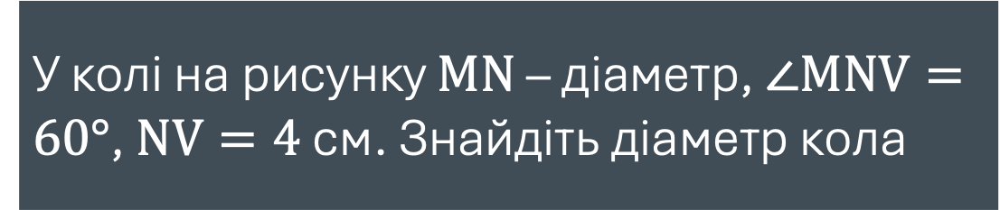 У колі на рисунку MN – діаметр, ∠MNV =
60°, NV = 4 см. Знайдіть діаметр кола